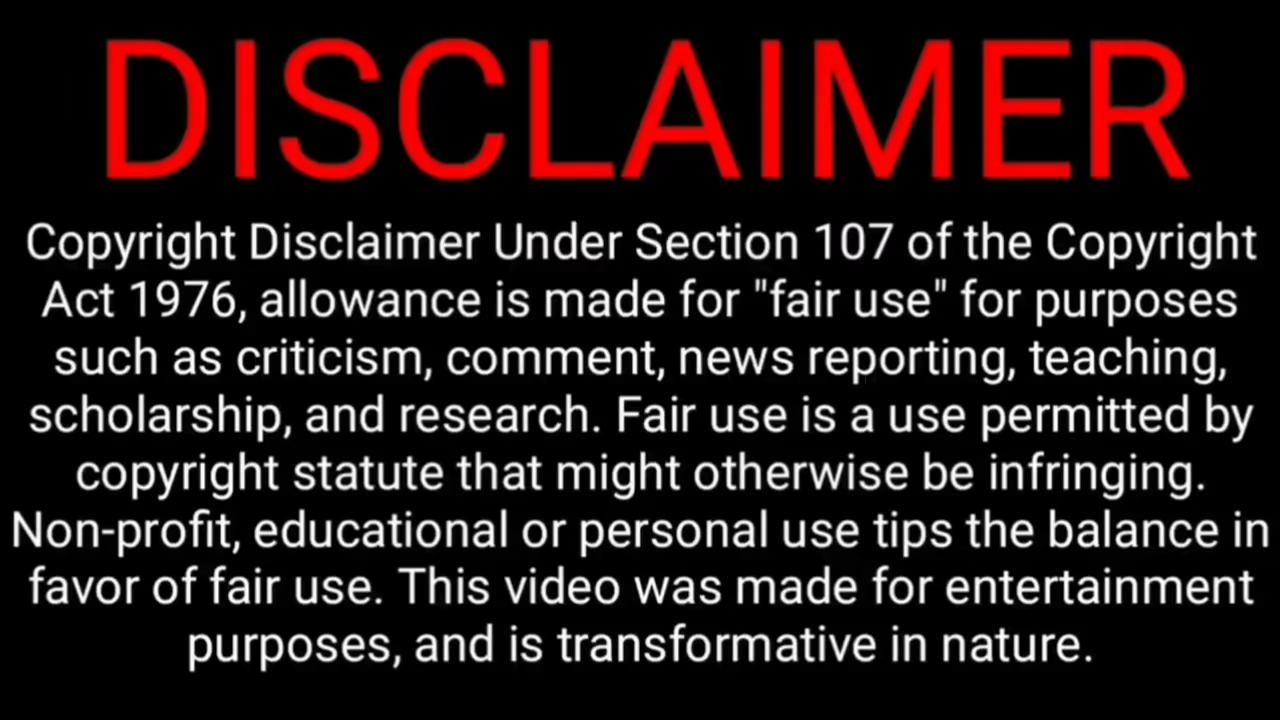 DISCLAIMER
Copyright Disclaimer Under Section 107 of the Copyright
Act 1976, allowance is made for "fair use" for purposes
such as criticism, comment, news reporting, teaching,
scholarship, and research. Fair use is a use permitted by
copyright statute that might otherwise be infringing.
Non-profit, educational or personal use tips the balance in
favor of fair use. This video was made for entertainment
purposes, and is transformative in nature.